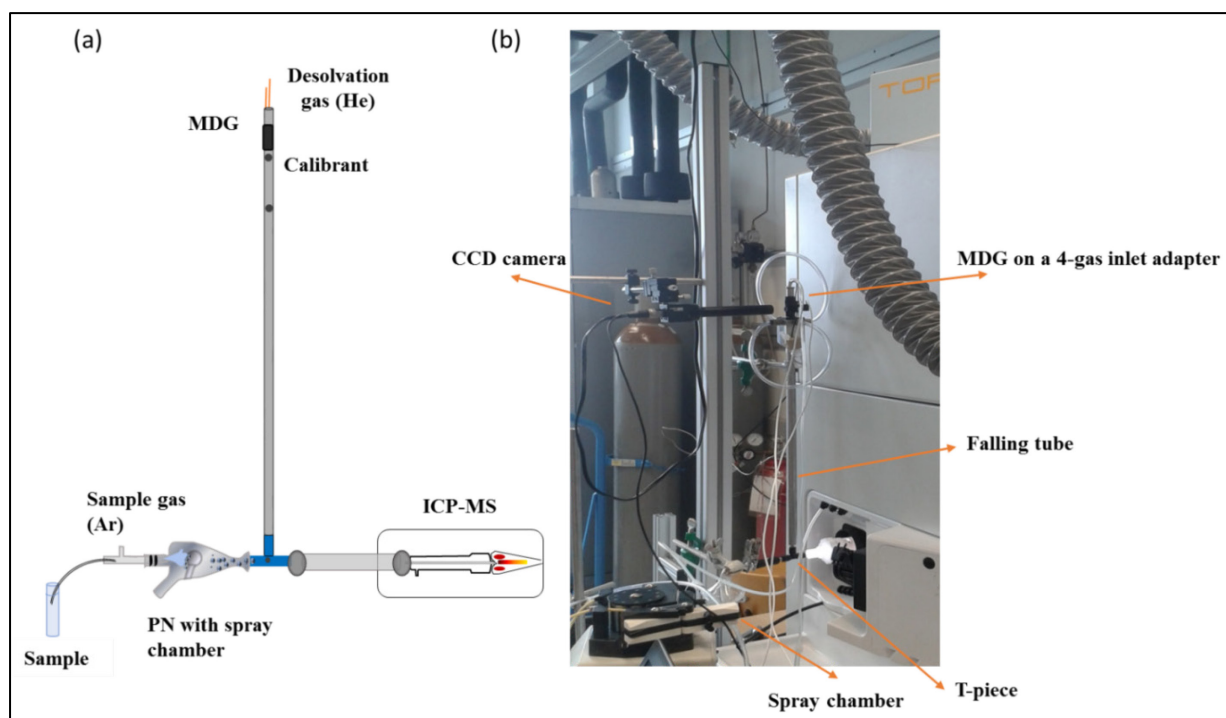 (a)
Desolvation
gas (He)
MDG
Calibrant
Sample gas
(Ar)
ICP-MS
PN with spray
chamber
Sample
(b)
TOF
CCD camera
MDG on a 4-gas inlet adapter
Falling tube
T-piece
Spray chamber